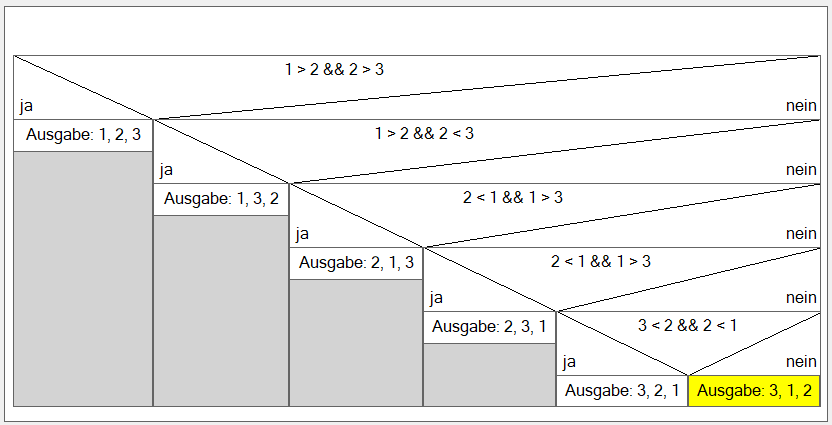 1 > 2 && 2 > 3
ja
nein
Ausgabe: 1, 2, 3
1 > 2 && 2 < 3
ja
nein
Ausgabe: 1, 3, 2
2 < 1 && 1 > 3
ja
nein
Ausgabe: 2, 1, 3
2 < 1 && 1 > 3
ja
nein
Ausgabe: 2, 3, 1
3 < 2 && 2 < 1
ja
nein
Ausgabe: 3, 2, 1
Ausgabe: 3, 1, 2